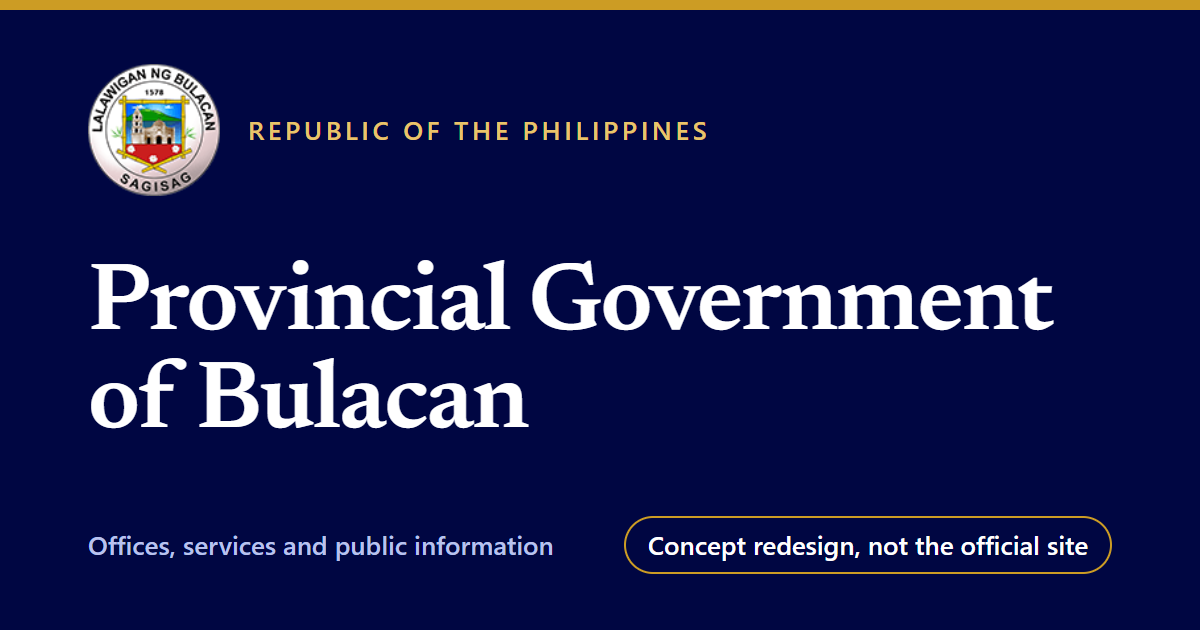 LALAWIGAN NG BULACAN
1578
SAGISAG
REPUBLIC OF THE PHILIPPINES
Provincial Government
of Bulacan
Offices, services and public information
Concept redesign, not the official site